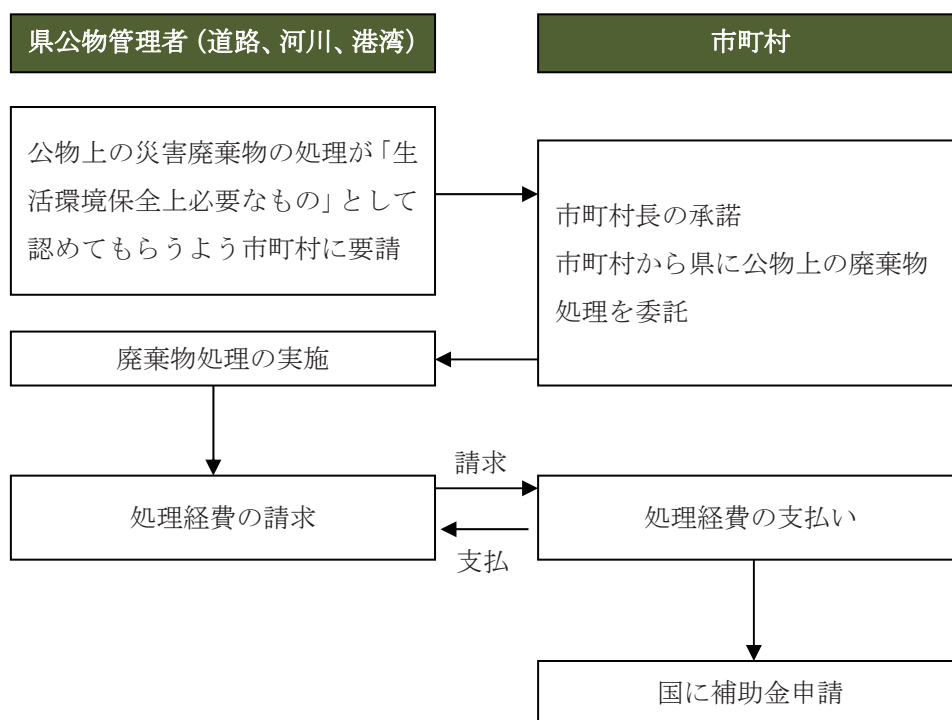 県公物管理者（道路、河川、港湾）
市町村
公物上の災害廃棄物の処理が「生
活環境保全上必要なもの」として
認めてもらうよう市町村に要請
市町村長の承諾
市町村から県に公物上の廃棄物
処理を委託
廃棄物処理の実施
請求
処理経費の請求
処理経費の支払い
支払
国に補助金申請